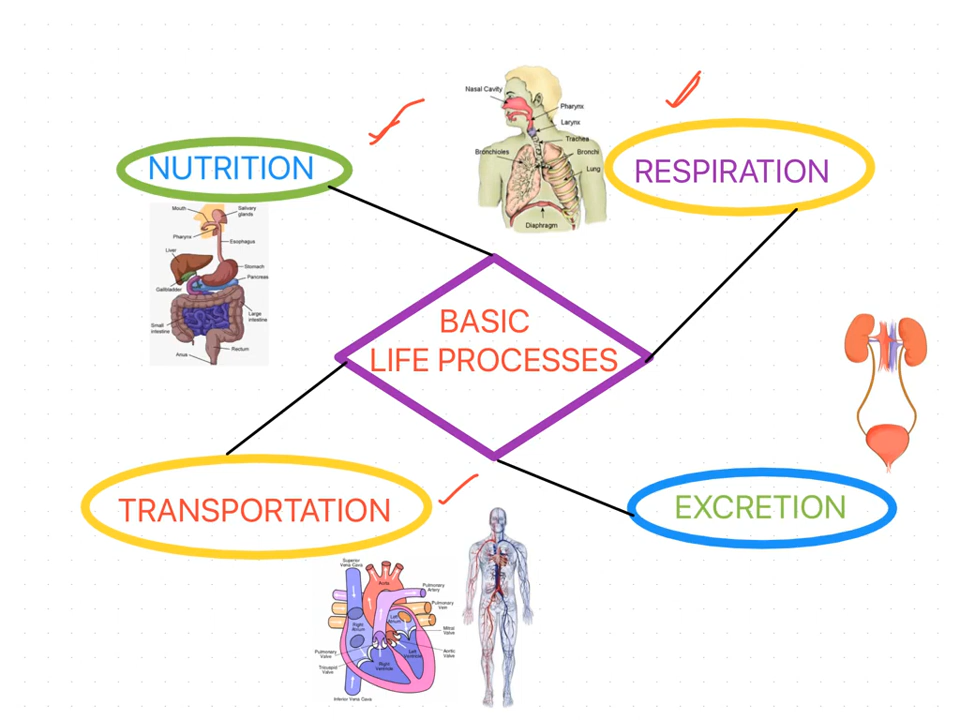 NUTRITION
Mouth
Salivary
glands
Pharynx
Esophagus
Liver
Stomach
Pancreas
Gallbladder
Large
intestine
Small
intestine
Rectum
Anus
Nasal Cavity
Pharynx
Larynx
Trachea
Bronchioles
Bronchi
Lung
Diaphragm
RESPIRATION
BASIC
LIFE PROCESSES
TRANSPORTATION
EXCRETION
Superior
Vena Cava
Aorta
Pulmonary
Artery
Pulmonary
Vein
Left
Atrium
Right
Atrium
Mitral
Valve
Pulmonary
Valve
Aortic
Valve
Left
Ventricle
Tricuspid
Valve
Right
Ventricle
Inferior Vena Cava